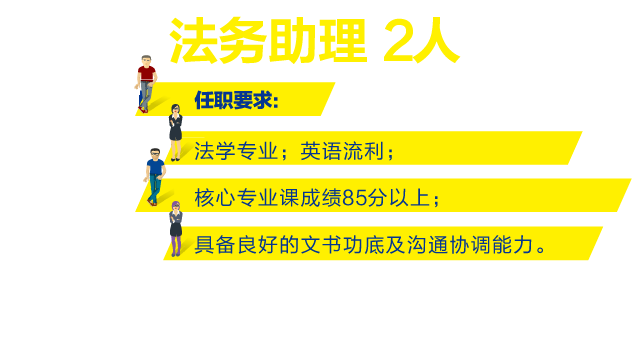 法务助理 2人
任职要求:
法学专业；英语流利；
核心专业课成绩85分以上；
具备良好的文书功底及沟通协调能力。